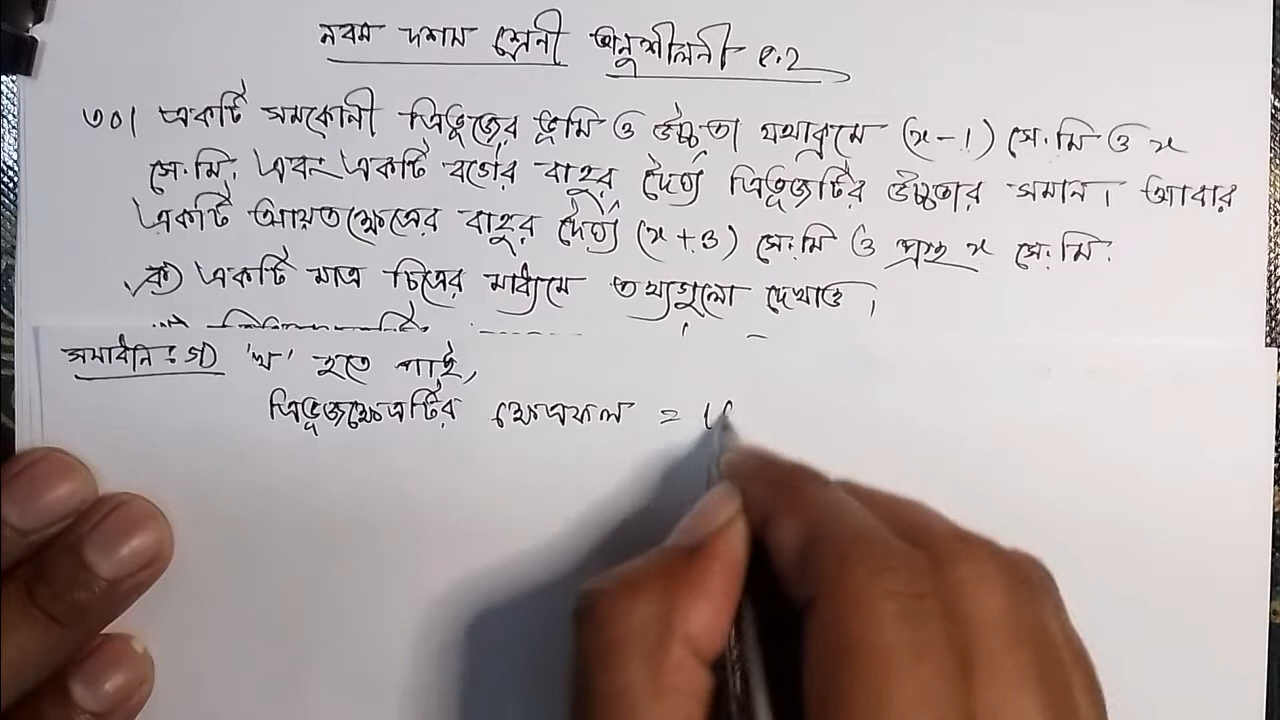 নবম দশম শ্রেনী অনুশীলনী ৫.২
৩০। একটি সমকোনী ত্রিভুজের ভূমি ও উচ্চতা যথাক্রমে (x-1) সে.মি ও x
সে.মি. এবং একটি বর্গের বাহুর দৈর্ঘ্য ত্রিভুজটির উচ্চতার সমান। আবার
একটি আয়তক্ষেত্রের বাহুর দৈর্ঘ্য (x+3) সে.মি ও প্রস্থ x সে.মি.
ক) একটি মাত্র চিত্রের মাধ্যমে তথ্যগুলো দেখাও।
সমাধান: গ) 'খ' হতে পাই,
ত্রিভুজক্ষেত্রটির ক্ষেত্রফল =